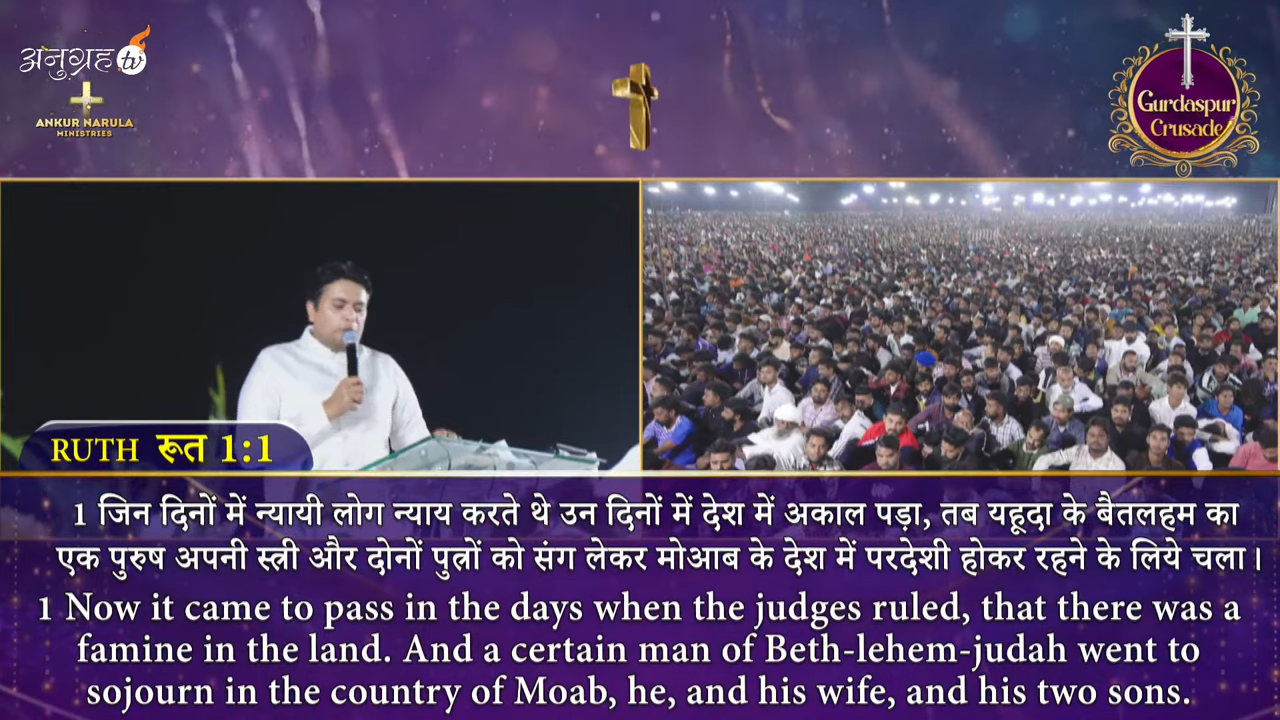 अनुग्रह tv
ANKUR NARULA
MINISTRIES
Gurdaspur
Crusade
RUTH रूत 1:1
1 जिन दिनों में न्यायी लोग न्याय करते थे उन दिनों में देश में अकाल पड़ा, तब यहूदा के बैतलहम का
एक पुरुष अपनी स्त्री और दोनों पुत्रों को संग लेकर मोआब के देश में परदेशी होकर रहने के लिये चला।
1 Now it came to pass in the days when the judges ruled, that there was a
famine in the land. And a certain man of Beth-lehem-judah went to
sojourn in the country of Moab, he, and his wife, and his two sons.